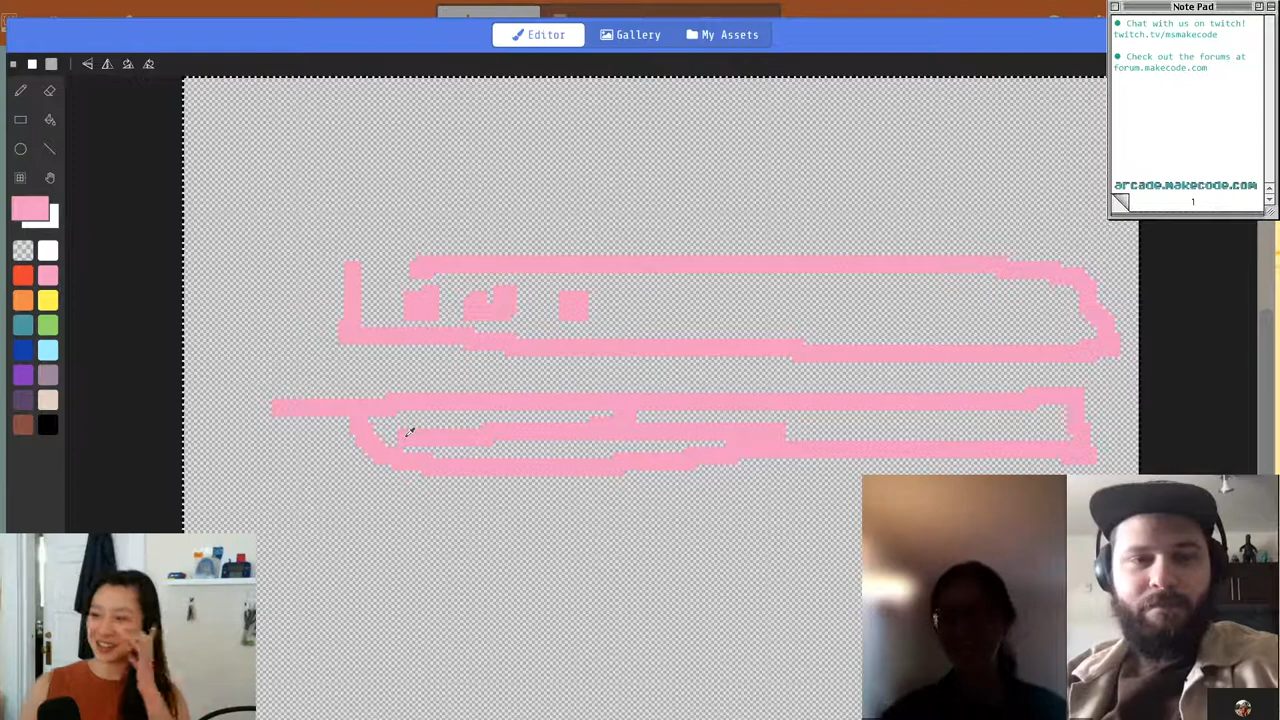 Editor
Gallery
My Assets
Note Pad
Chat with us on twitch!
twitch.tv/msmakecode
Check out the forums at
forum.makecode.com
arcade.makecode.com
1